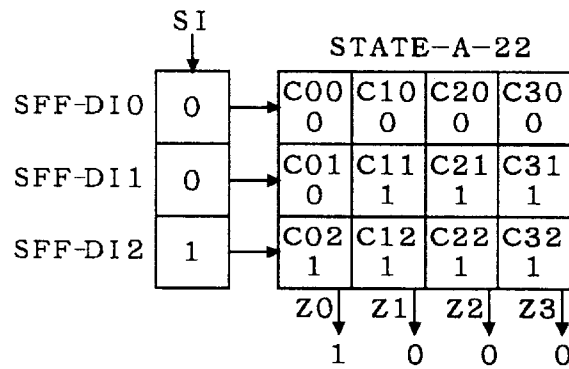 SI
STATE-A-22
SFF-DI0 0 C00 C10 C20 C30
0 0 0 0
SFF-DI1 0 C01 C11 C21 C31
0 1 1 1
SFF-DI2 1 C02 C12 C22 C32
1 1 1 1
Z0 Z1 Z2 Z3
1 0 0 0